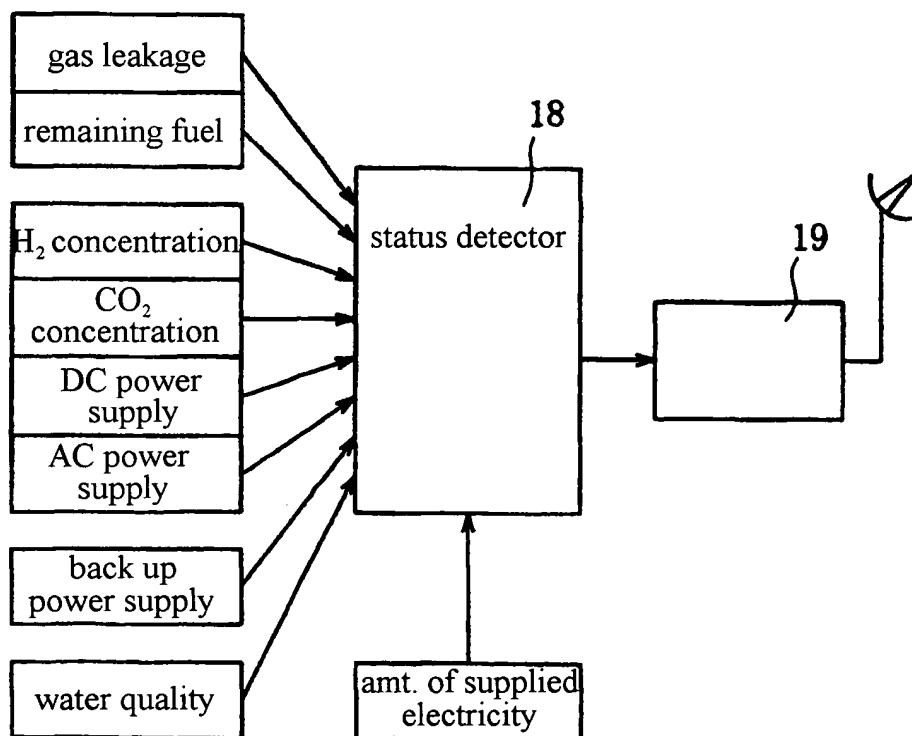 gas leakage
remaining fuel
H₂ concentration
CO₂
concentration
DC power
supply
AC power
supply
back up
power supply
water quality
18
status detector
19
amt. of supplied
electricity